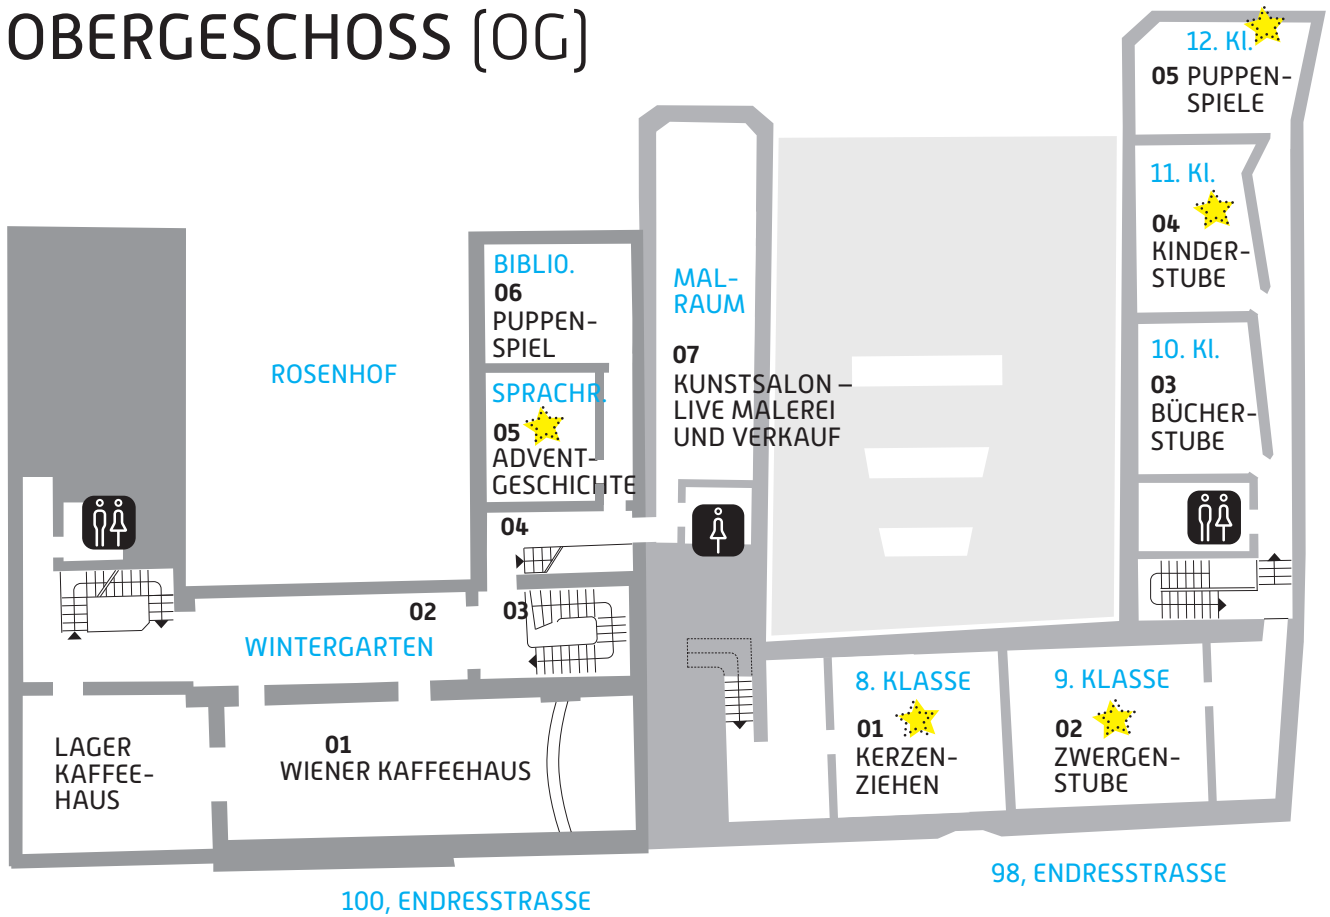 OBERGESCHOSS (OG)
12. Kl.
05 PUPPEN-
SPIELE
11. Kl.
04
KINDER-
STUBE
10. Kl.
03
BÜCHER-
STUBE
BIBLIO.
06
PUPPEN-
SPIEL
SPRACHR.
05
ADVENT-
GESCHICHTE
04
03
MAL-
RAUM
07
KUNSTSALON –
LIVE MALEREI
UND VERKAUF
ROSENHOF
02
WINTERGARTEN
LAGER
KAFFEE-
HAUS
01
WIENER KAFFEEHAUS
8. KLASSE
01
KERZEN-
ZIEHEN
9. KLASSE
02
ZWERGEN-
STUBE
100, ENDRESSTRASSE
98, ENDRESSTRASSE